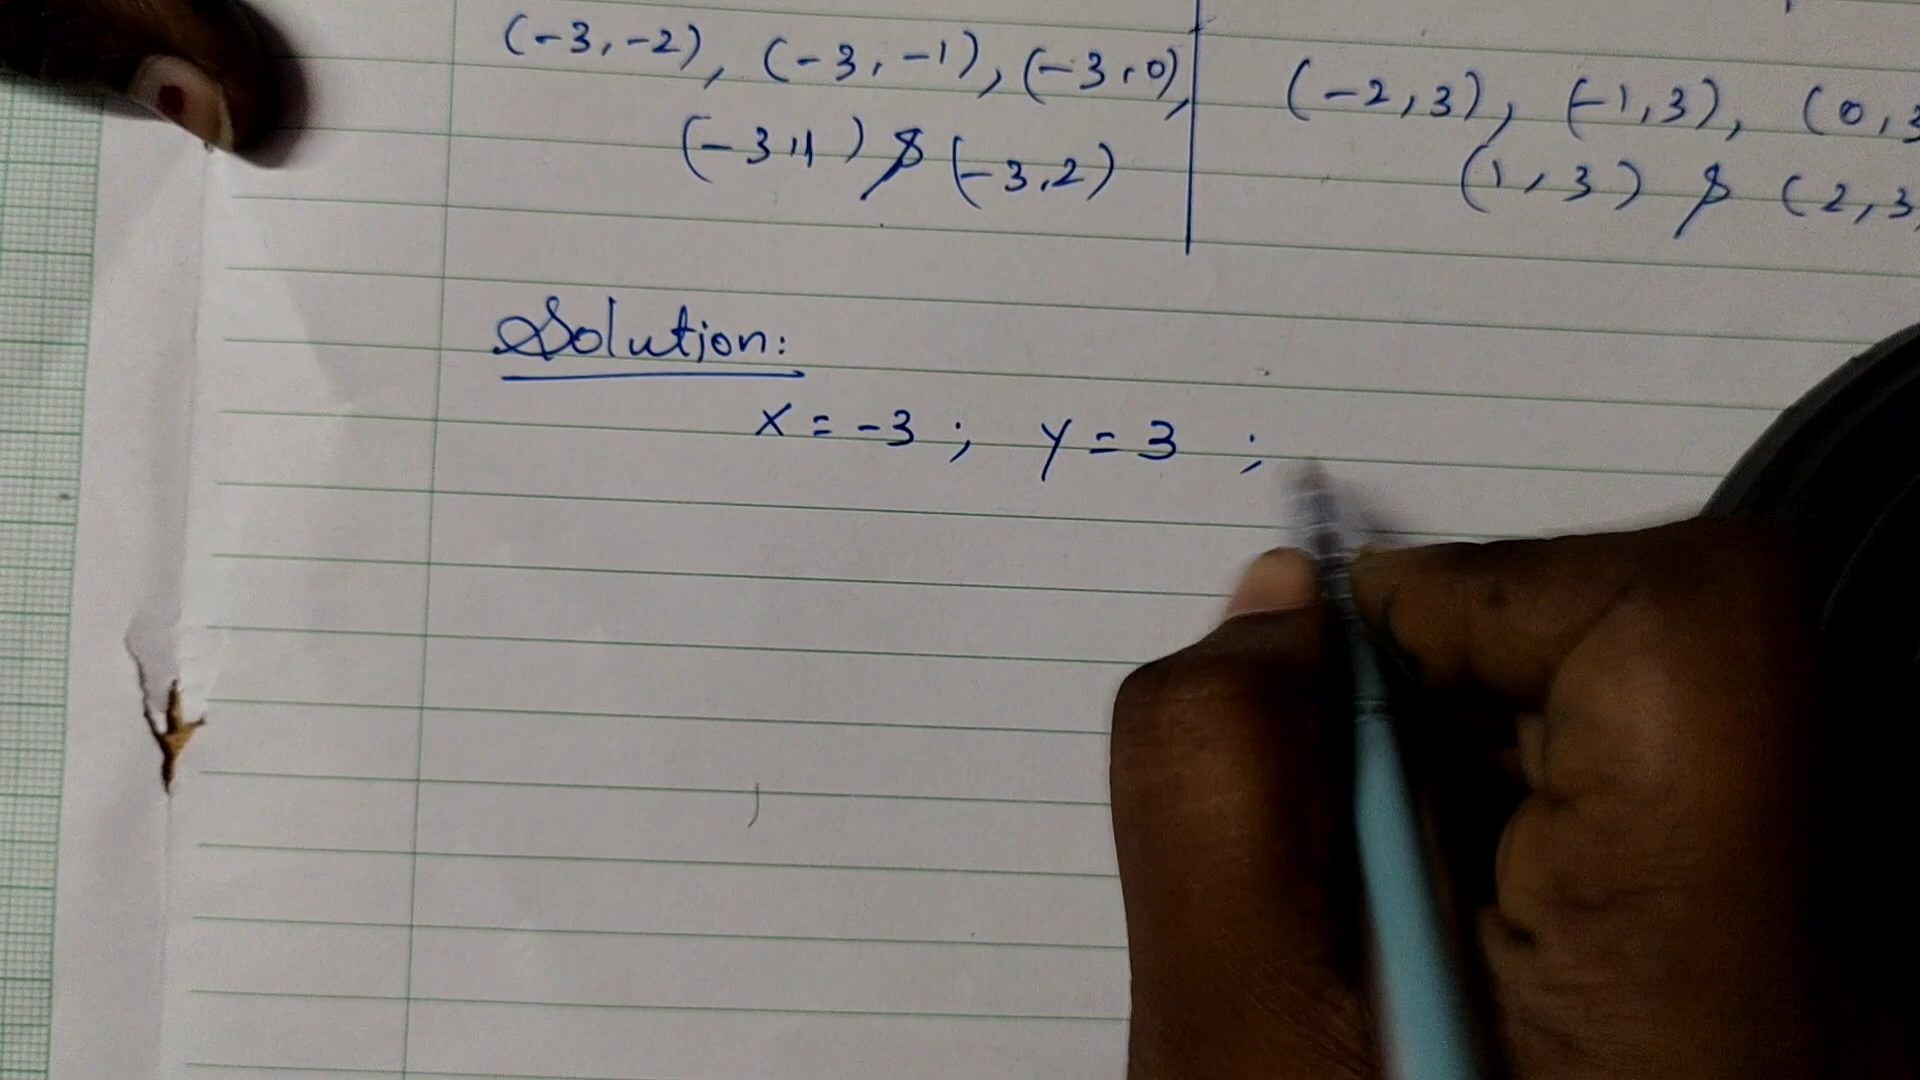 (-3,-2), (-3,-1), (-3,0),
(-3,1) & (-3,2)
(-2,3), (-1,3), (0,3
(1,3) & (2,3
Solution:
x = -3 ; y = 3 ;